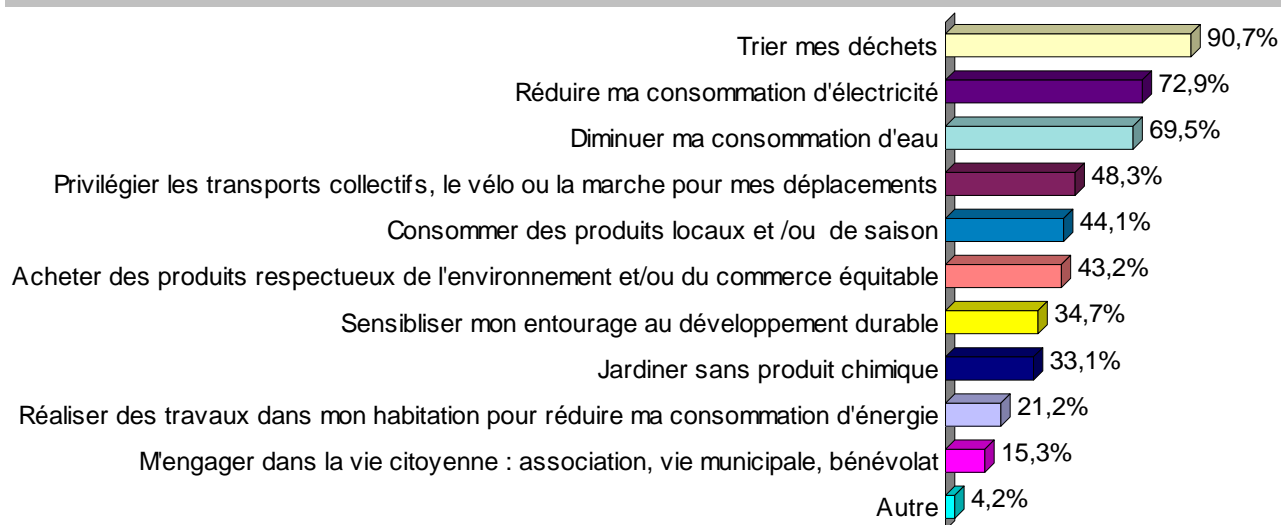 Trier mes déchets 90,7%
Réduire ma consommation d'électricité 72,9%
Diminuer ma consommation d'eau 69,5%
Privilégier les transports collectifs, le vélo ou la marche pour mes déplacements 48,3%
Consommer des produits locaux et /ou de saison 44,1%
Acheter des produits respectueux de l'environnement et/ou du commerce équitable 43,2%
Sensibliser mon entourage au développement durable 34,7%
Jardiner sans produit chimique 33,1%
Réaliser des travaux dans mon habitation pour réduire ma consommation d'énergie 21,2%
M'engager dans la vie citoyenne : association, vie municipale, bénévolat 15,3%
Autre 4,2%